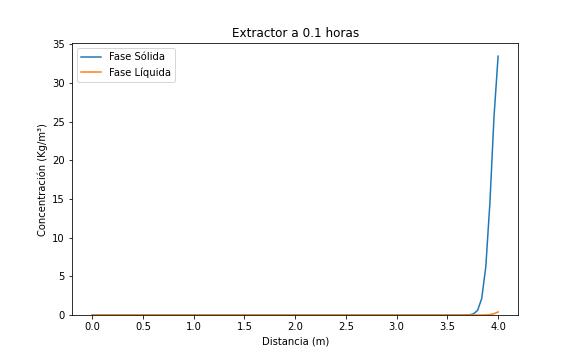 Extractor a 0.1 horas
Fase Sólida
Fase Líquida
Concentración (Kg/m³)
35
30
25
20
15
10
5
0
0.0 0.5 1.0 1.5 2.0 2.5 3.0 3.5 4.0
Distancia (m)